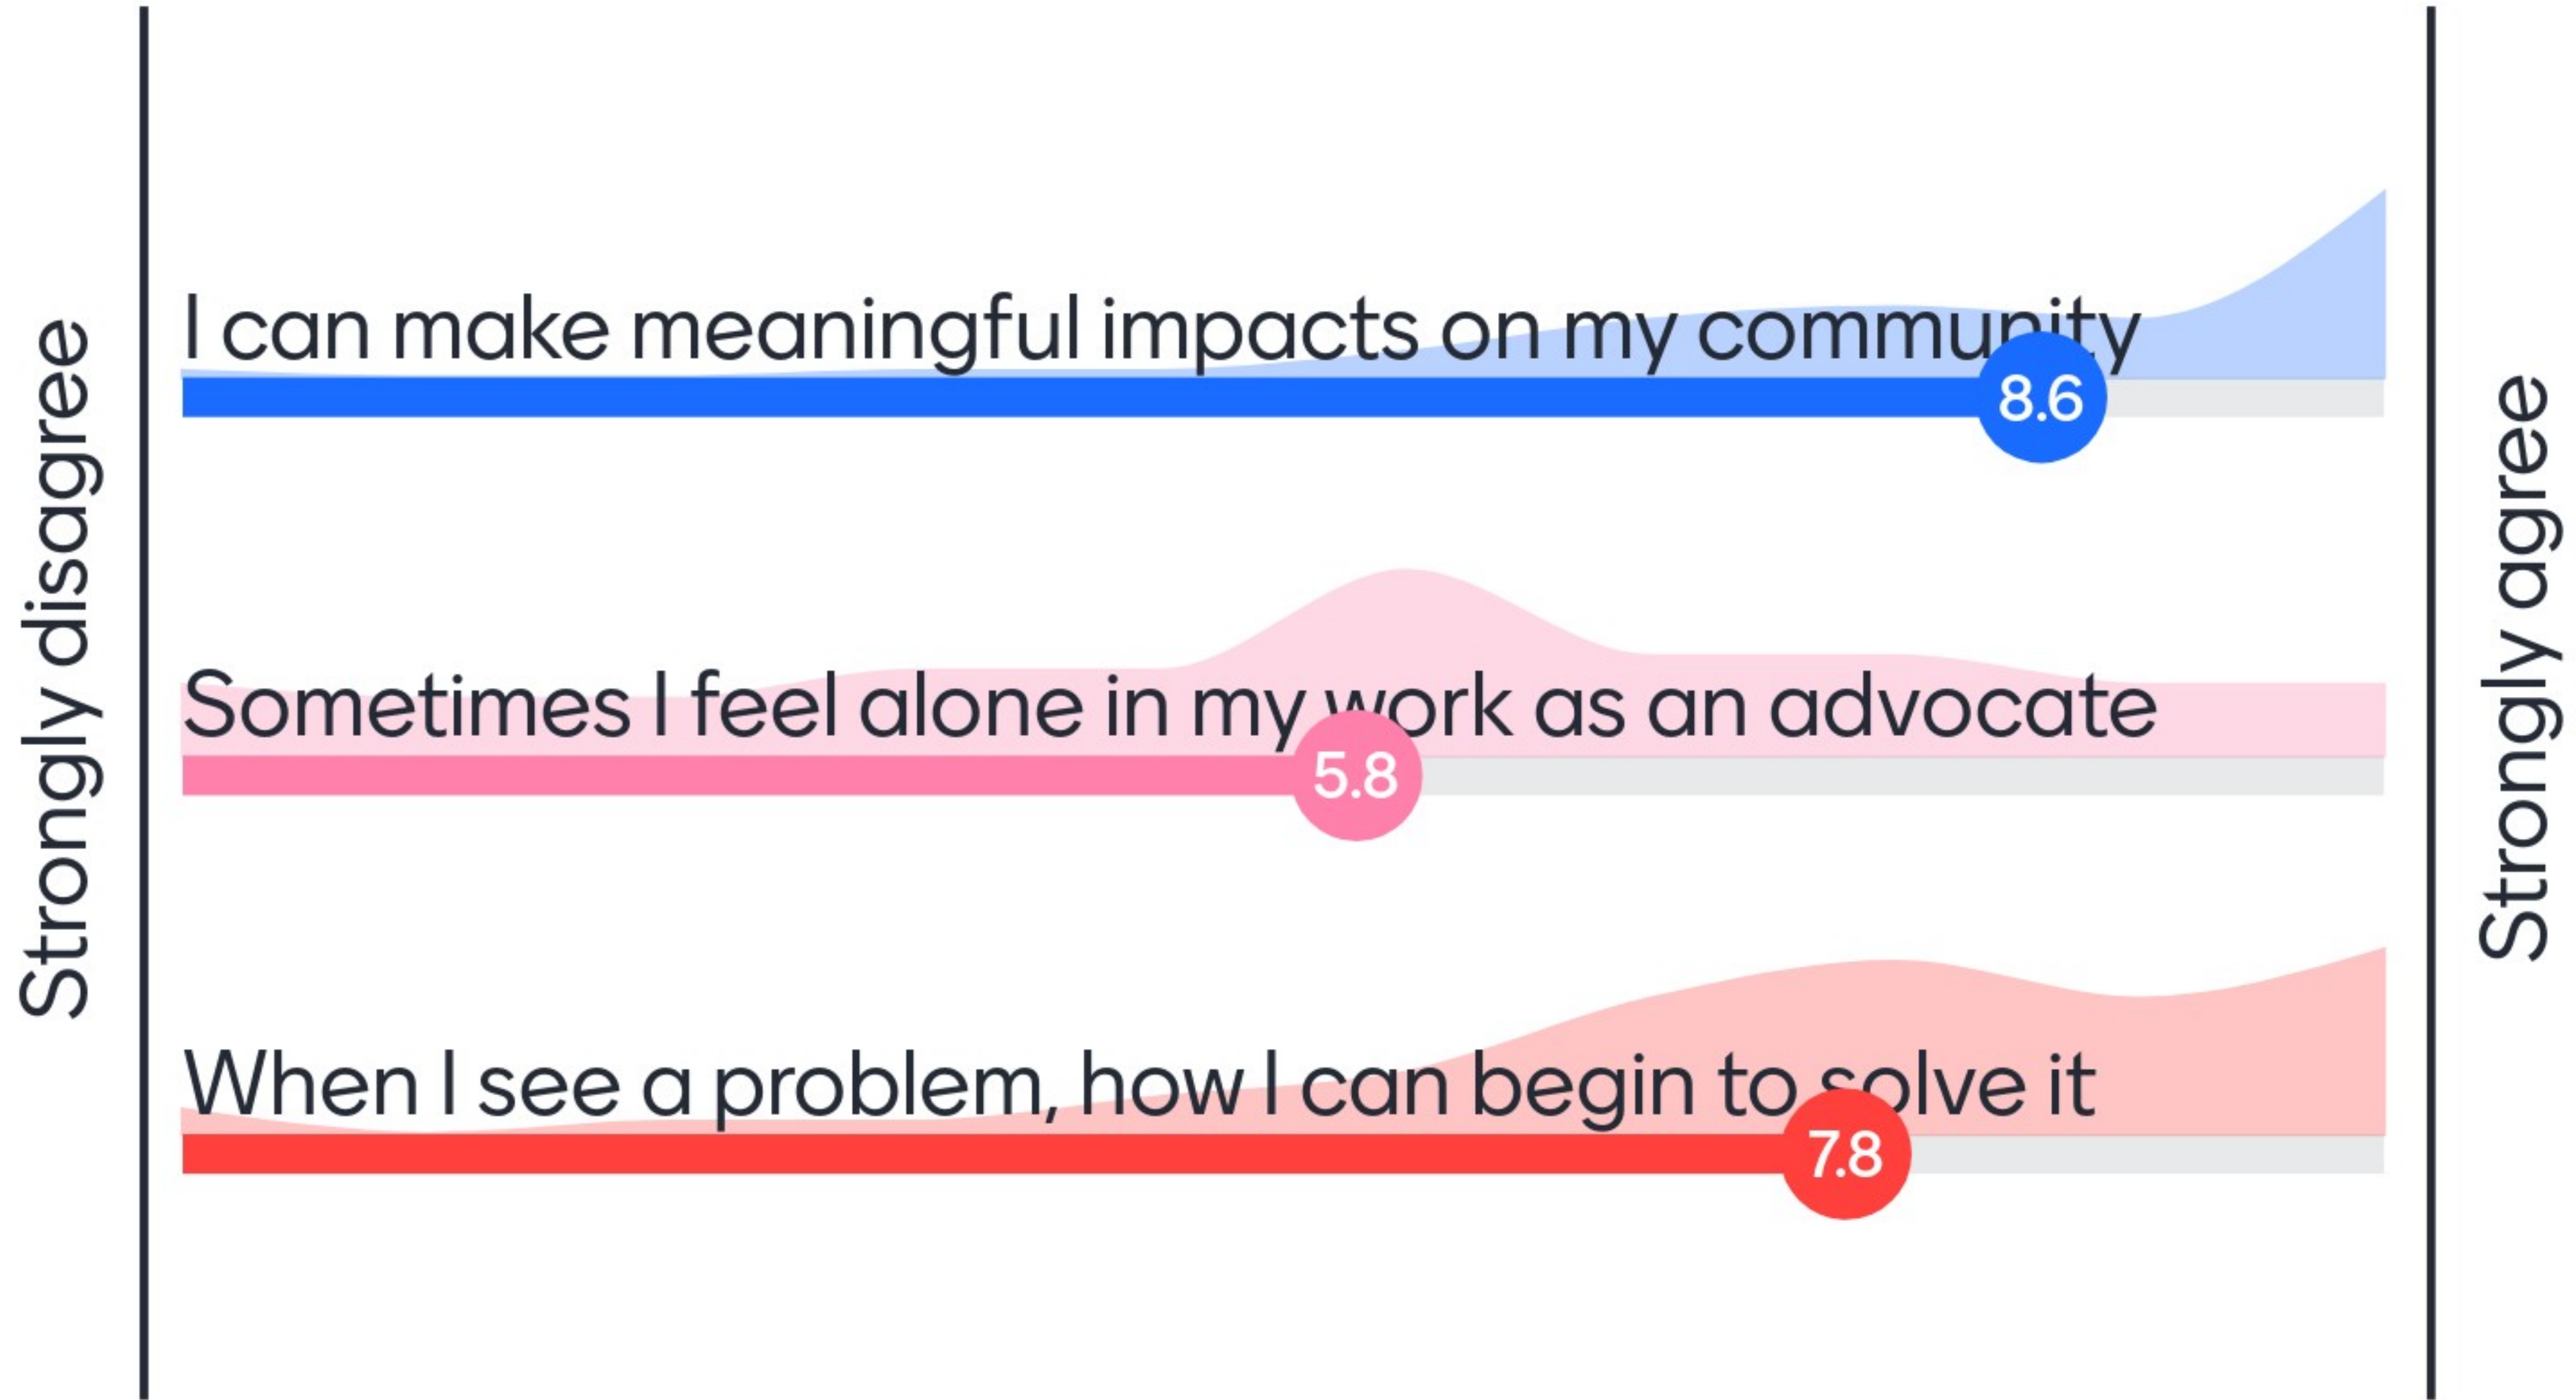 Strongly disagree
I can make meaningful impacts on my community
8.6
Sometimes I feel alone in my work as an advocate
5.8
When I see a problem, how I can begin to solve it
7.8
Strongly agree